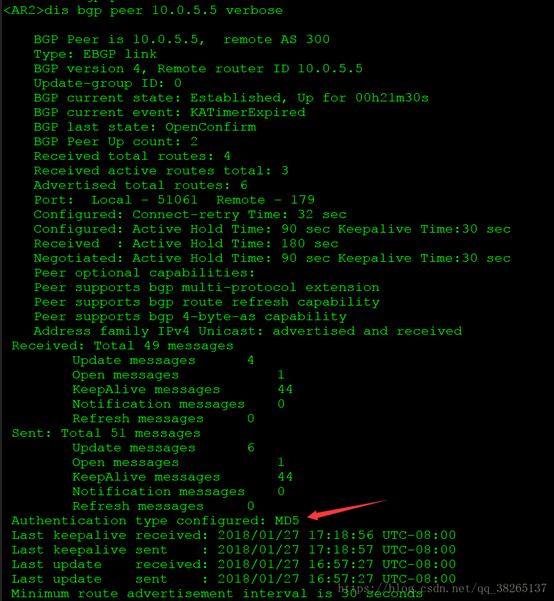 <AR2>dis bgp peer 10.0.5.5 verbose
BGP Peer is 10.0.5.5,  remote AS 300
Type: EBGP link
BGP version 4, Remote router ID 10.0.5.5
Update-group ID: 0
BGP current state: Established, Up for 00h21m30s
BGP current event: KATimerExpired
BGP last state: OpenConfirm
BGP Peer Up count: 2
Received total routes: 4
Received active routes total: 3
Advertised total routes: 6
Port:  Local - 51061  Remote - 179
Configured: Connect-retry Time: 32 sec
Configured: Active Hold Time: 90 sec Keepalive Time:30 sec
Received  : Active Hold Time: 180 sec
Negotiated: Active Hold Time: 90 sec Keepalive Time:30 sec
Peer optional capabilities:
Peer supports bgp multi-protocol extension
Peer supports bgp route refresh capability
Peer supports bgp 4-byte-as capability
Address family IPv4 Unicast: advertised and received
Received: Total 49 messages
Update messages 4
Open messages 1
KeepAlive messages 44
Notification messages 0
Refresh messages 0
Sent: Total 51 messages
Update messages 6
Open messages 1
KeepAlive messages 44
Notification messages 0
Refresh messages 0
Authentication type configured: MD5
Last keepalive received: 2018/01/27 17:18:56 UTC-08:00
Last keepalive sent    : 2018/01/27 17:18:57 UTC-08:00
Last update    received: 2018/01/27 16:57:27 UTC-08:00
Last update    sent    : 2018/01/27 16:57:27 UTC-08:00
Minimum route advertisement interval is 30 seconds
https://blog.csdn.net/qq_38265137